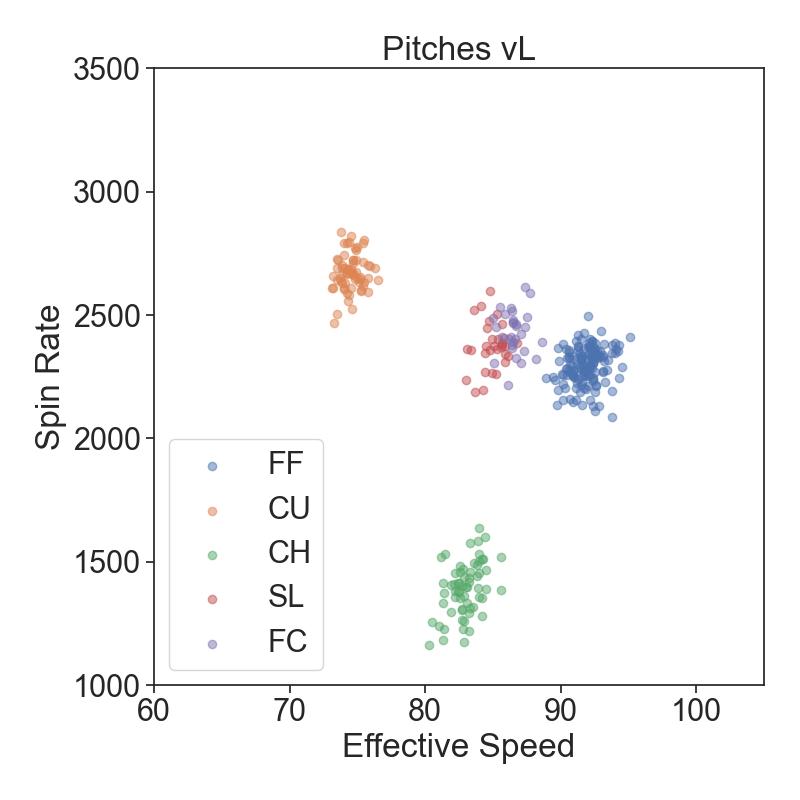 Pitches vL
3500
3000
2500
2000
1500
1000
Spin Rate
FF
CU
CH
SL
FC
60 70 80 90 100
Effective Speed